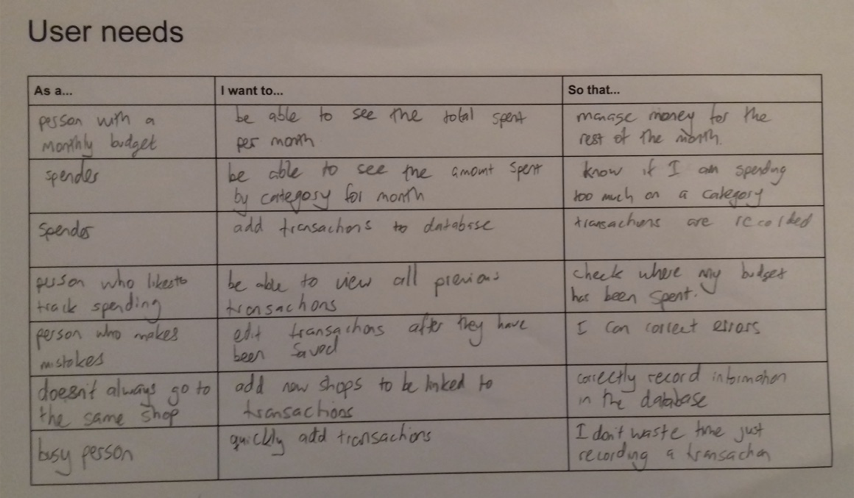 User needs
As a... I want to... So that...
person with a
monthly budget
be able to see the total spent
per month
manage money for the
rest of the month.
spender
be able to see the amount spent
by category for month
know if I am spending
too much on a category
Spender
add transactions to database
transactions are recorded
person who likes to
track spending
be able to view all previous
transactions
check where my budget
has been spent.
person who makes
mistakes
edit transactions after they have
been saved
I can correct errors
doesn't always go to
the same shop
add new shops to be linked to
transactions
correctly record information
in the database
busy person
quickly add transactions
I don't waste time just
recording a transaction